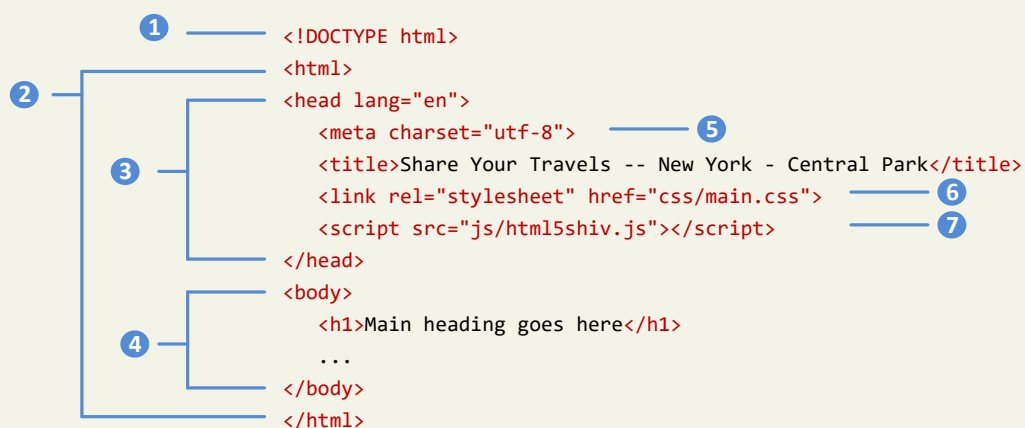 1 <!DOCTYPE html>
<html>
2
<head lang="en">
<meta charset="utf-8"> 5
<title>Share Your Travels -- New York - Central Park</title>
3
<link rel="stylesheet" href="css/main.css"> 6
<script src="js/html5shiv.js"></script> 7
</head>
<body>
<h1>Main heading goes here</h1>
4
...
</body>
</html>